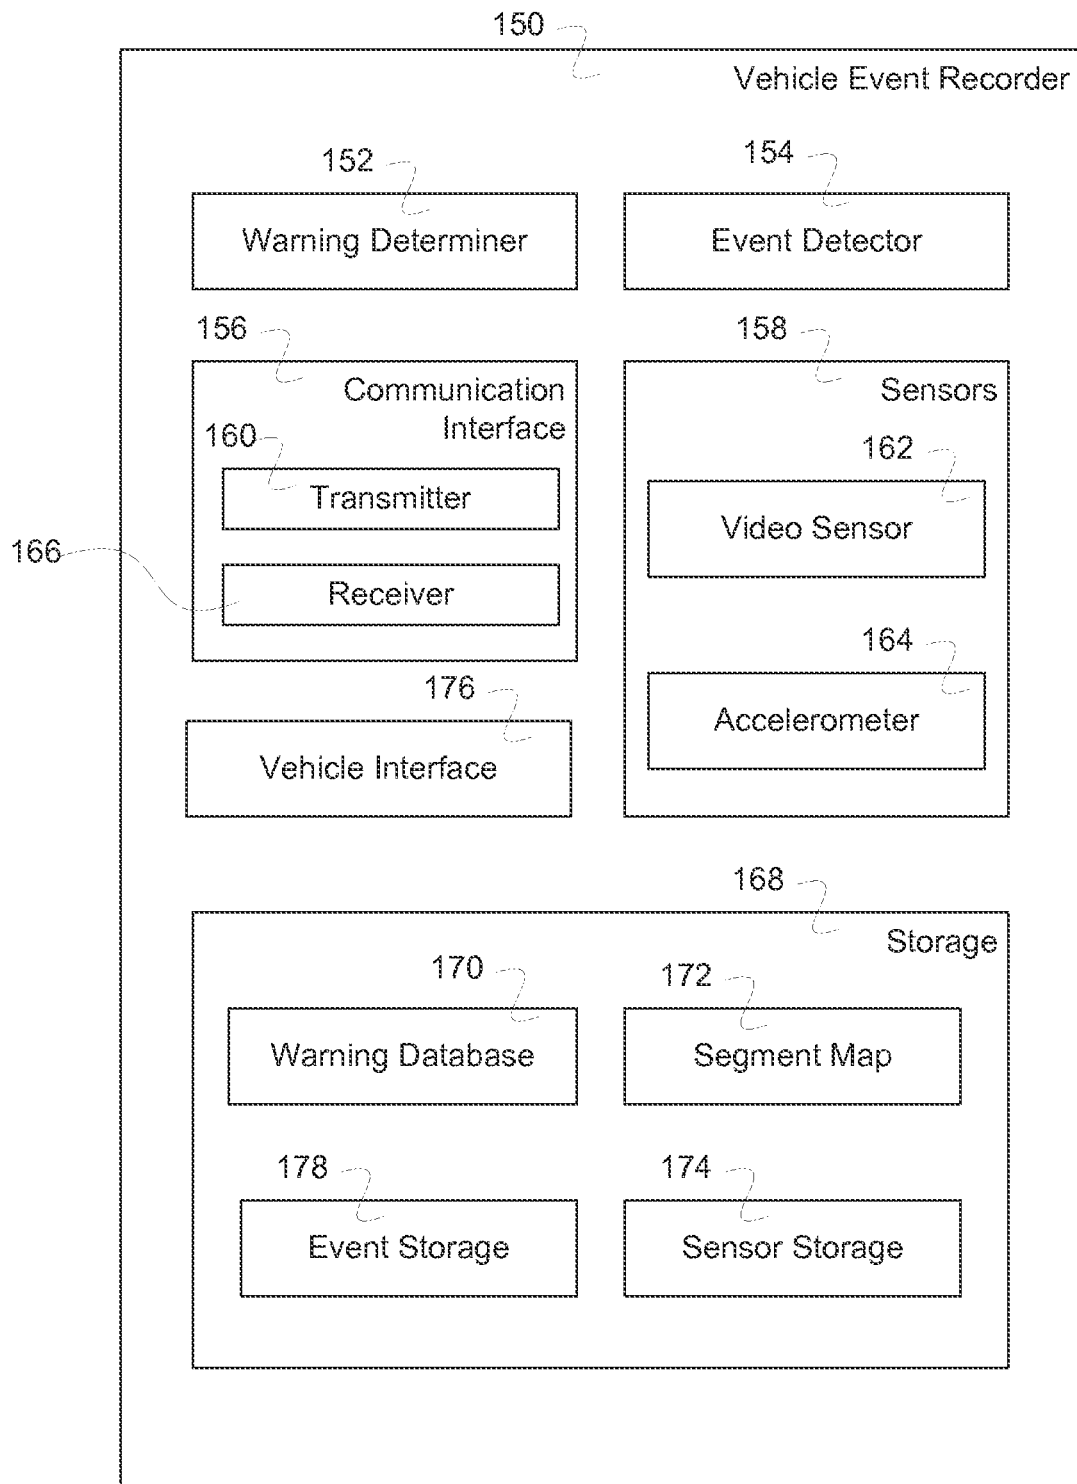 150
Vehicle Event Recorder
152
154
Warning Determiner
Event Detector
156
158
Communication
Interface
Sensors
160
162
Transmitter
Video Sensor
166
Receiver
164
176
Accelerometer
Vehicle Interface
168
Storage
170
172
Warning Database
Segment Map
178
174
Event Storage
Sensor Storage